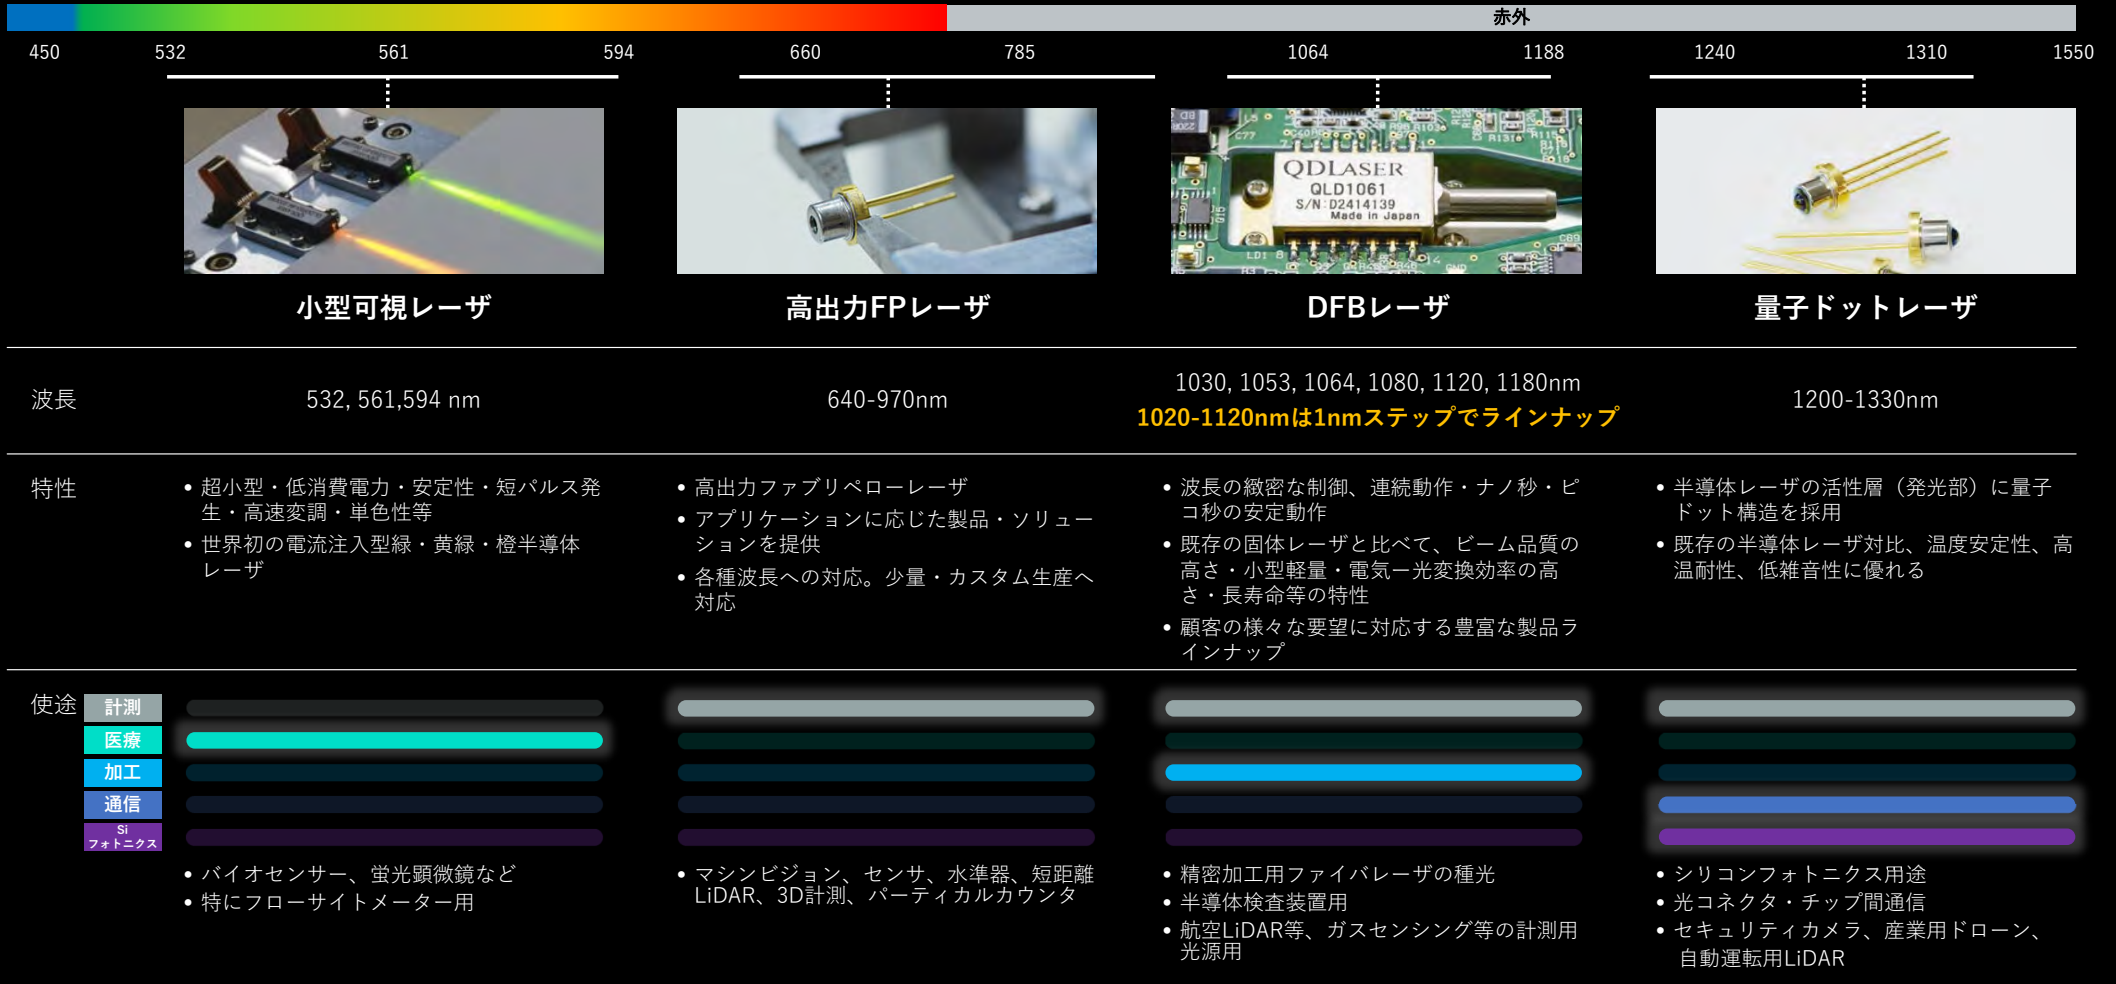 赤外
450 532 561 594 660 785 1064 1188 1240 1310 1550
QDLASER
QLD1061
S/N:D2414139
Made in Japan
小型可視レーザ
高出力FPレーザ
DFBレーザ
量子ドットレーザ
波長
532, 561,594 nm
640-970nm
1030, 1053, 1064, 1080, 1120, 1180nm
1020-1120nmは1nmステップでラインナップ
1200-1330nm
特性
• 超小型・低消費電力・安定性・短パルス発
生・高速変調・単色性等
• 世界初の電流注入型緑・黄緑・橙半導体
レーザ
• 高出力ファブリペローレーザ
• アプリケーションに応じた製品・ソリュー
ションを提供
• 各種波長への対応。少量・カスタム生産へ
対応
• 波長の緻密な制御、連続動作・ナノ秒・ピ
コ秒の安定動作
• 既存の固体レーザと比べて、ビーム品質の
高さ・小型軽量・電気ー光変換効率の高
さ・長寿命等の特性
• 顧客の様々な要望に対応する豊富な製品ラ
インナップ
• 半導体レーザの活性層（発光部）に量子
ドット構造を採用
• 既存の半導体レーザ対比、温度安定性、高
温耐性、低雑音性に優れる
使途
計測
医療
加工
通信
Si
フォトニクス
• バイオセンサー、蛍光顕微鏡など
• 特にフローサイトメーター用
• マシンビジョン、センサ、水準器、短距離
LiDAR、3D計測、パーティカルカウンタ
• 精密加工用ファイバレーザの種光
• 半導体検査装置用
• 航空LiDAR等、ガスセンシング等の計測用
光源用
• シリコンフォトニクス用途
• 光コネクタ・チップ間通信
• セキュリティカメラ、産業用ドローン、
自動運転用LiDAR